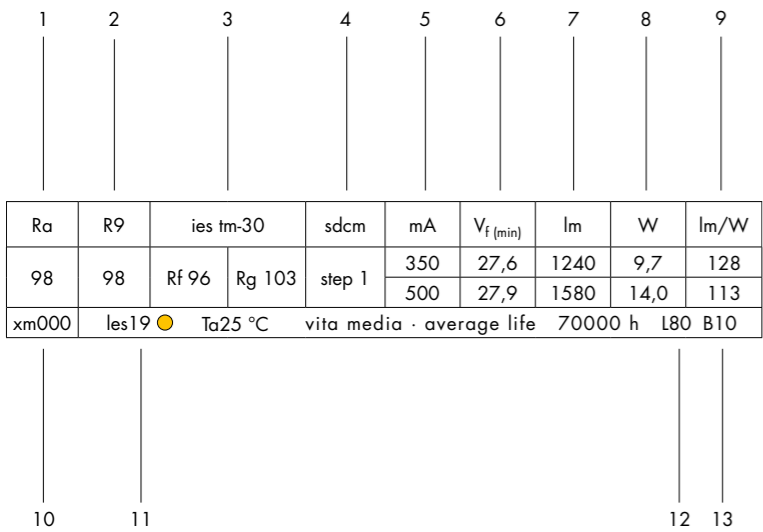 1 2 3 4 5 6 7 8 9
Ra R9 ies tm-30 sdcm mA Vf (min) lm W lm/W
98 98 Rf 96 Rg 103 step 1 350 27,6 1240 9,7 128
500 27,9 1580 14,0 113
xm000 les19 Ta25 °C vita media · average life 70000 h L80 B10
10 11 12 13